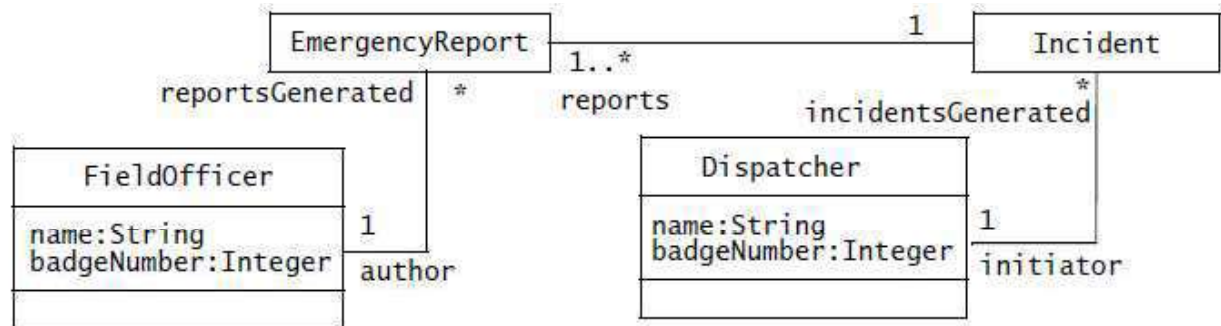 EmergencyReport
1
Incident
1..*
reportsGenerated *
reports
*
incidentsGenerated
FieldOfficer
Dispatcher
name:String
badgeNumber:Integer
1
author
name:String
badgeNumber:Integer
1
initiator